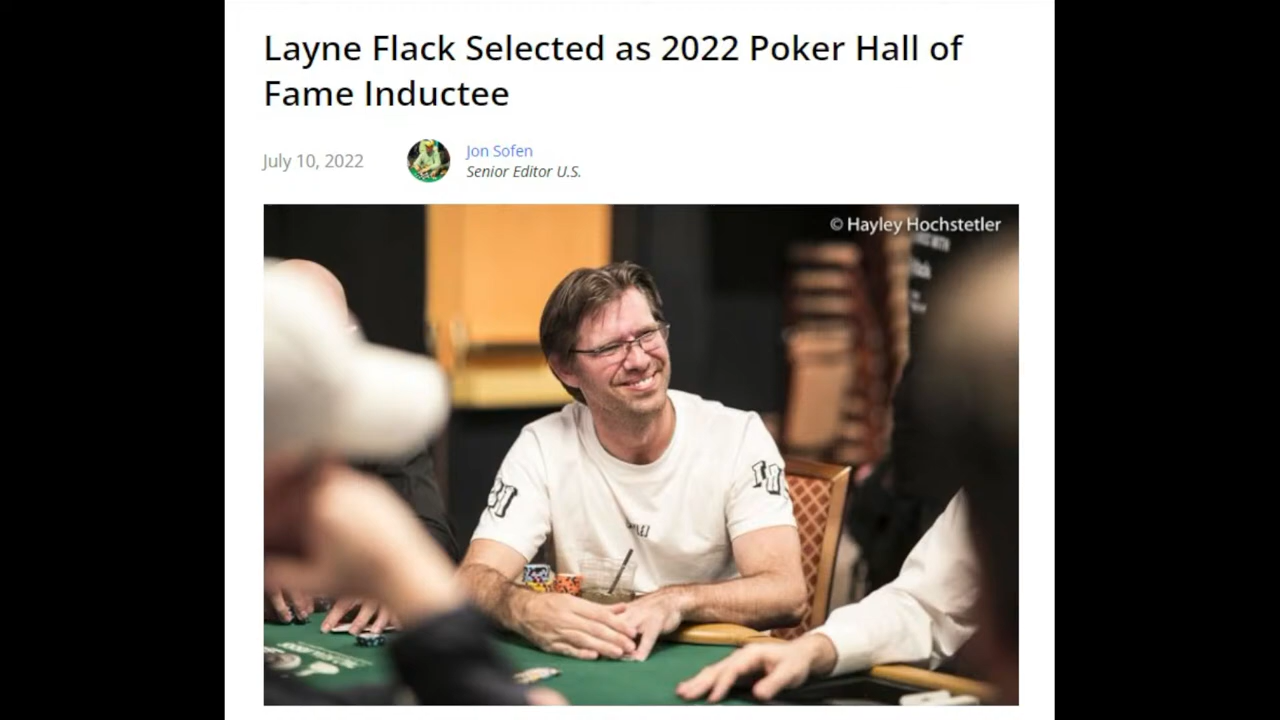 Layne Flack Selected as 2022 Poker Hall of
Fame Inductee
July 10, 2022
Jon Sofen
Senior Editor U.S.
© Hayley Hochstetler